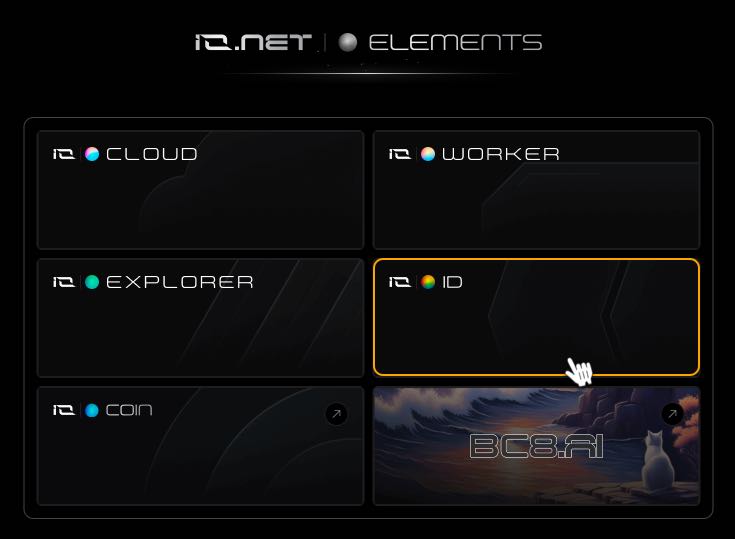 io.net | ELEMENTS
io | CLOUD
io | WORKER
io | EXPLORER
io | ID
io | COIN
BC8.AI